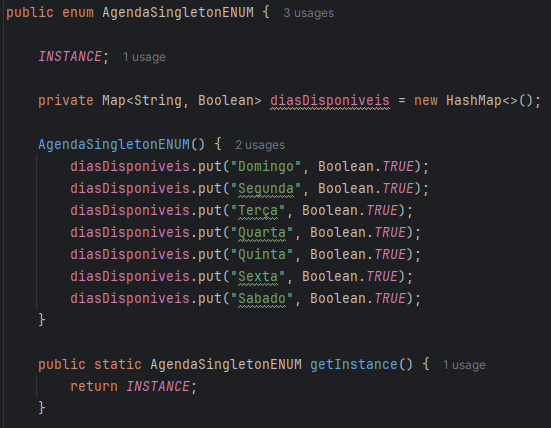 public enum AgendaSingletonENUM {  3 usages
INSTANCE;  1 usage
private Map<String, Boolean> diasDisponiveis = new HashMap<>();
AgendaSingletonENUM() {  2 usages
diasDisponiveis.put("Domingo", Boolean.TRUE);
diasDisponiveis.put("Segunda", Boolean.TRUE);
diasDisponiveis.put("Terça", Boolean.TRUE);
diasDisponiveis.put("Quarta", Boolean.TRUE);
diasDisponiveis.put("Quinta", Boolean.TRUE);
diasDisponiveis.put("Sexta", Boolean.TRUE);
diasDisponiveis.put("Sabado", Boolean.TRUE);
}
public static AgendaSingletonENUM getInstance() {  1 usage
return INSTANCE;
}